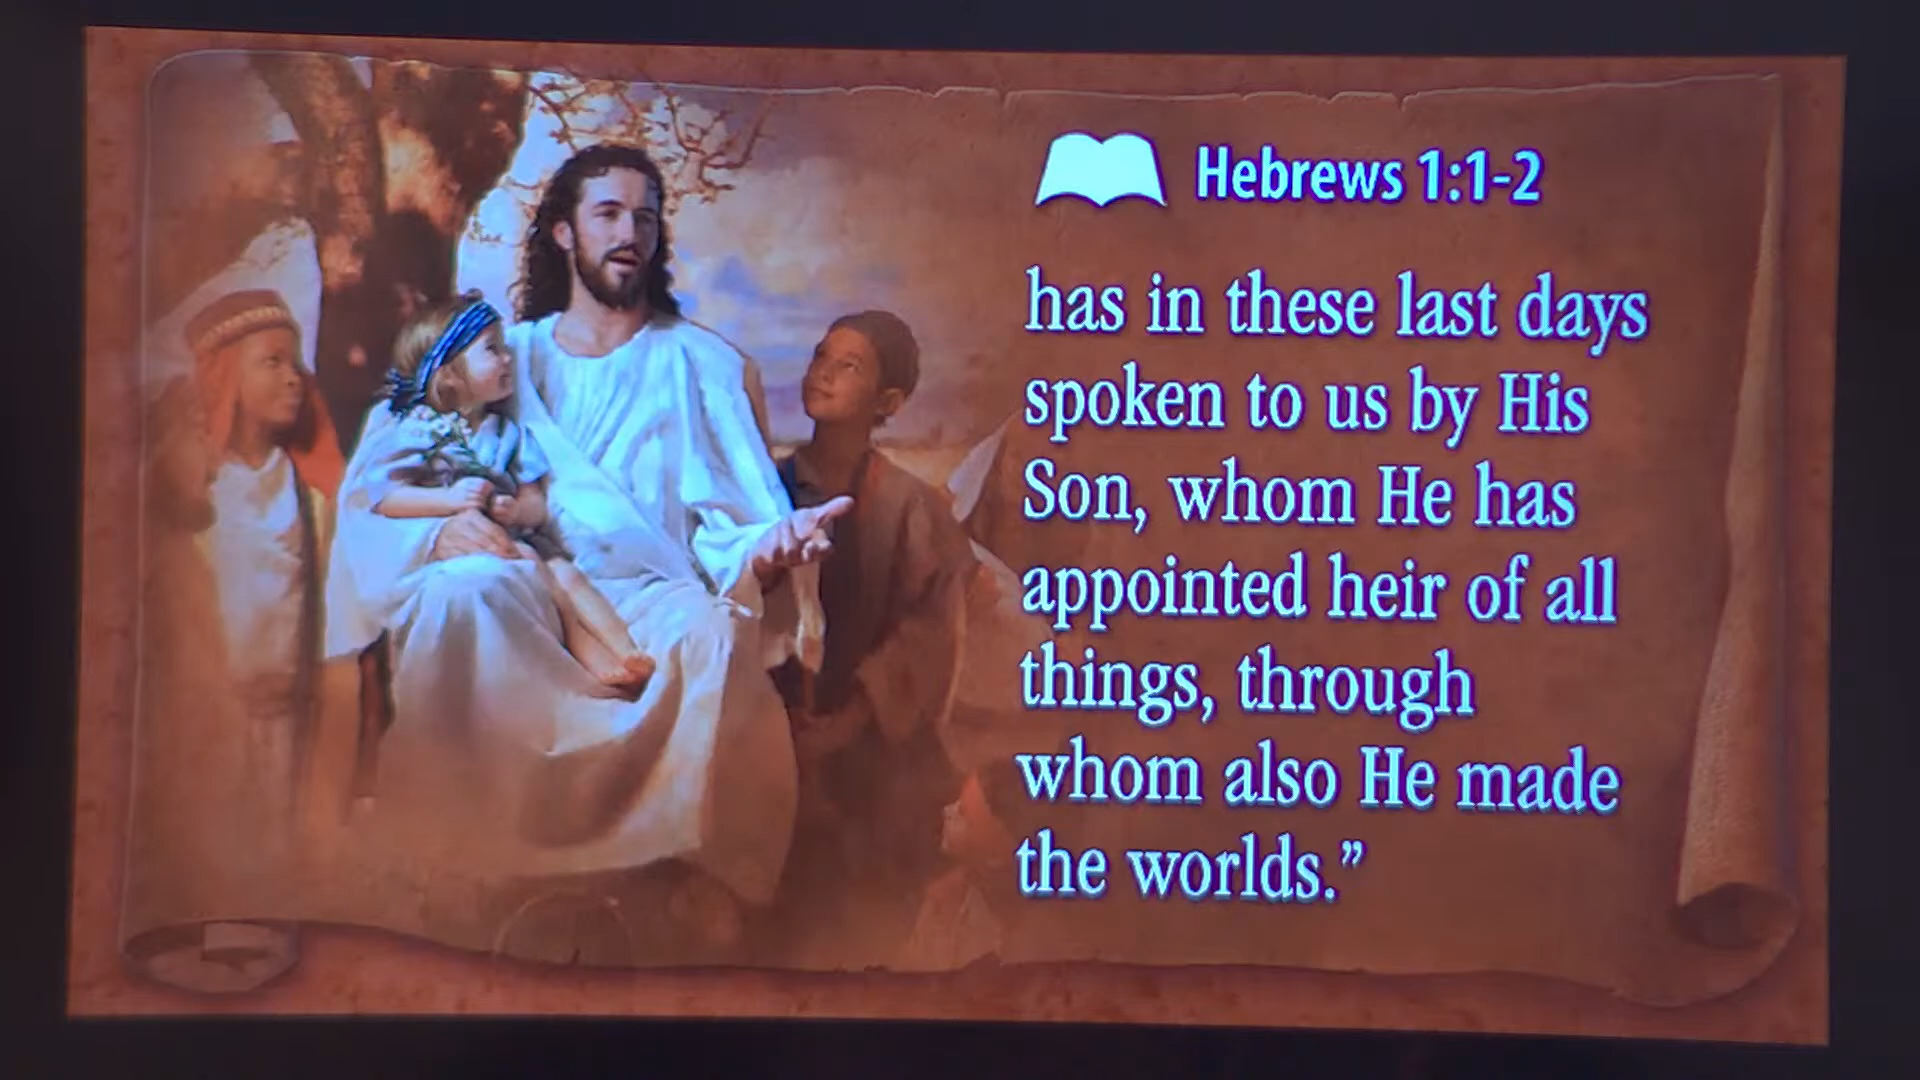 Hebrews 1:1-2
has in these last days
spoken to us by His
Son, whom He has
appointed heir of all
things, through
whom also He made
the worlds.”